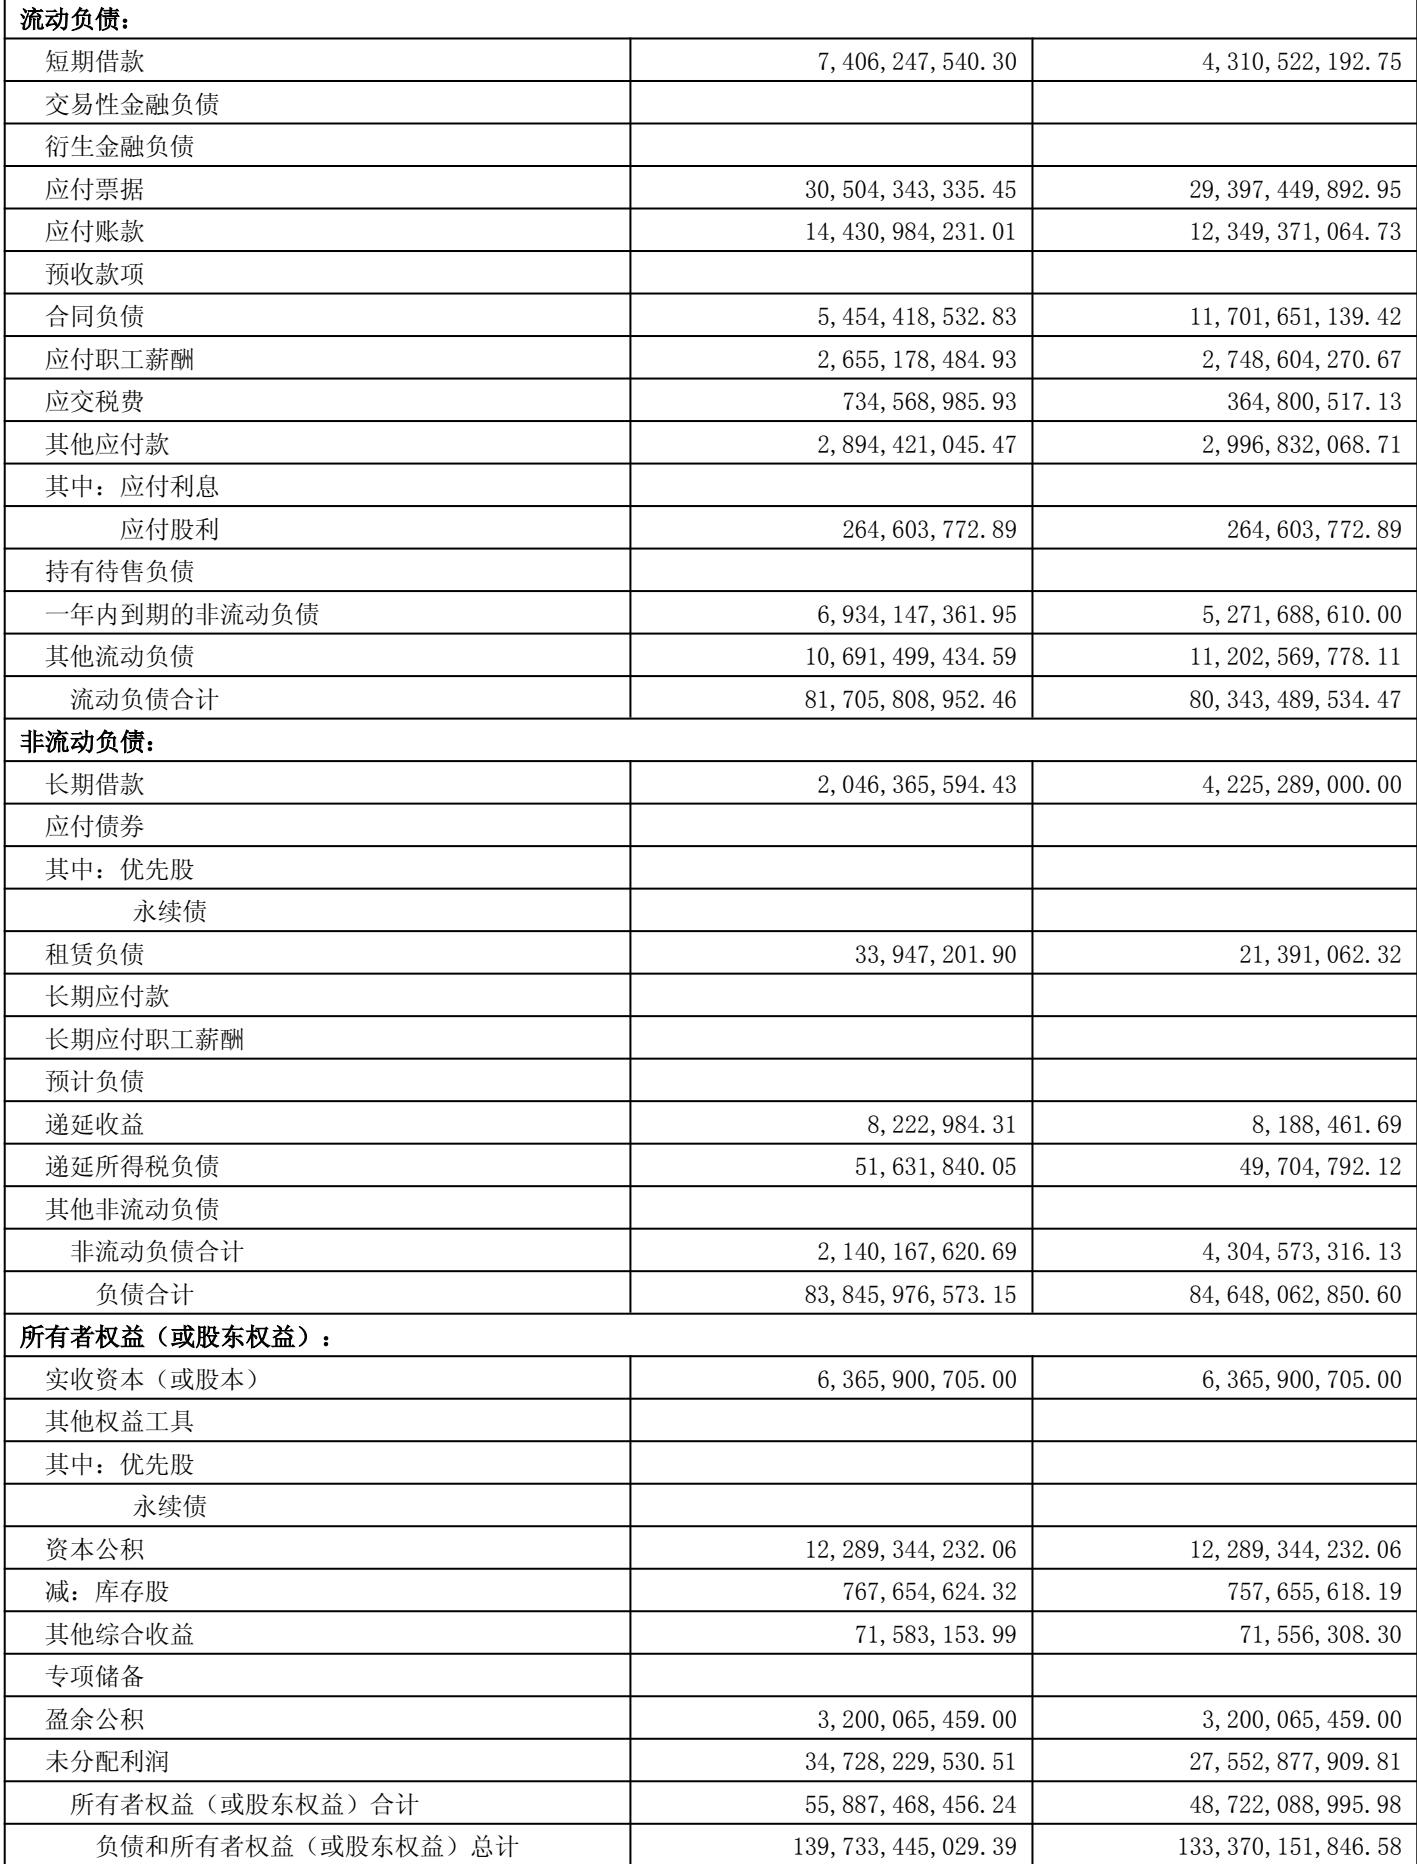 流动负债：
短期借款 7,406,247,540.30 4,310,522,192.75
交易性金融负债
衍生金融负债
应付票据 30,504,343,335.45 29,397,449,892.95
应付账款 14,430,984,231.01 12,349,371,064.73
预收款项
合同负债 5,454,418,532.83 11,701,651,139.42
应付职工薪酬 2,655,178,484.93 2,748,604,270.67
应交税费 734,568,985.93 364,800,517.13
其他应付款 2,894,421,045.47 2,996,832,068.71
其中：应付利息
应付股利 264,603,772.89 264,603,772.89
持有待售负债
一年内到期的非流动负债 6,934,147,361.95 5,271,688,610.00
其他流动负债 10,691,499,434.59 11,202,569,778.11
流动负债合计 81,705,808,952.46 80,343,489,534.47
非流动负债：
长期借款 2,046,365,594.43 4,225,289,000.00
应付债券
其中：优先股
永续债
租赁负债 33,947,201.90 21,391,062.32
长期应付款
长期应付职工薪酬
预计负债
递延收益 8,222,984.31 8,188,461.69
递延所得税负债 51,631,840.05 49,704,792.12
其他非流动负债
非流动负债合计 2,140,167,620.69 4,304,573,316.13
负债合计 83,845,976,573.15 84,648,062,850.60
所有者权益（或股东权益）：
实收资本（或股本） 6,365,900,705.00 6,365,900,705.00
其他权益工具
其中：优先股
永续债
资本公积 12,289,344,232.06 12,289,344,232.06
减：库存股 767,654,624.32 757,655,618.19
其他综合收益 71,583,153.99 71,556,308.30
专项储备
盈余公积 3,200,065,459.00 3,200,065,459.00
未分配利润 34,728,229,530.51 27,552,877,909.81
所有者权益（或股东权益）合计 55,887,468,456.24 48,722,088,995.98
负债和所有者权益（或股东权益）总计 139,733,445,029.39 133,370,151,846.58